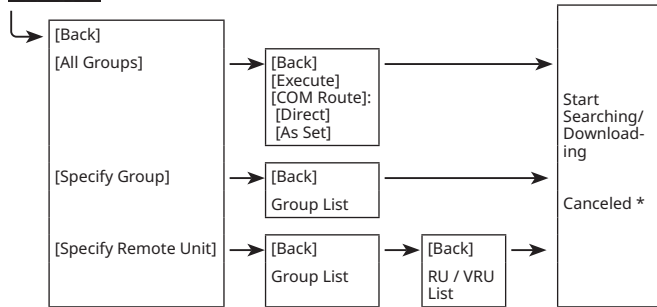 [Back]
[All Groups]
[Back]
[Execute]
[COM Route]:
[Direct]
[As Set]
[Specify Group]
[Back]
Group List
[Specify Remote Unit]
[Back]
Group List
[Back]
RU / VRU
List
Start
Searching/
Download-
ing
Canceled *